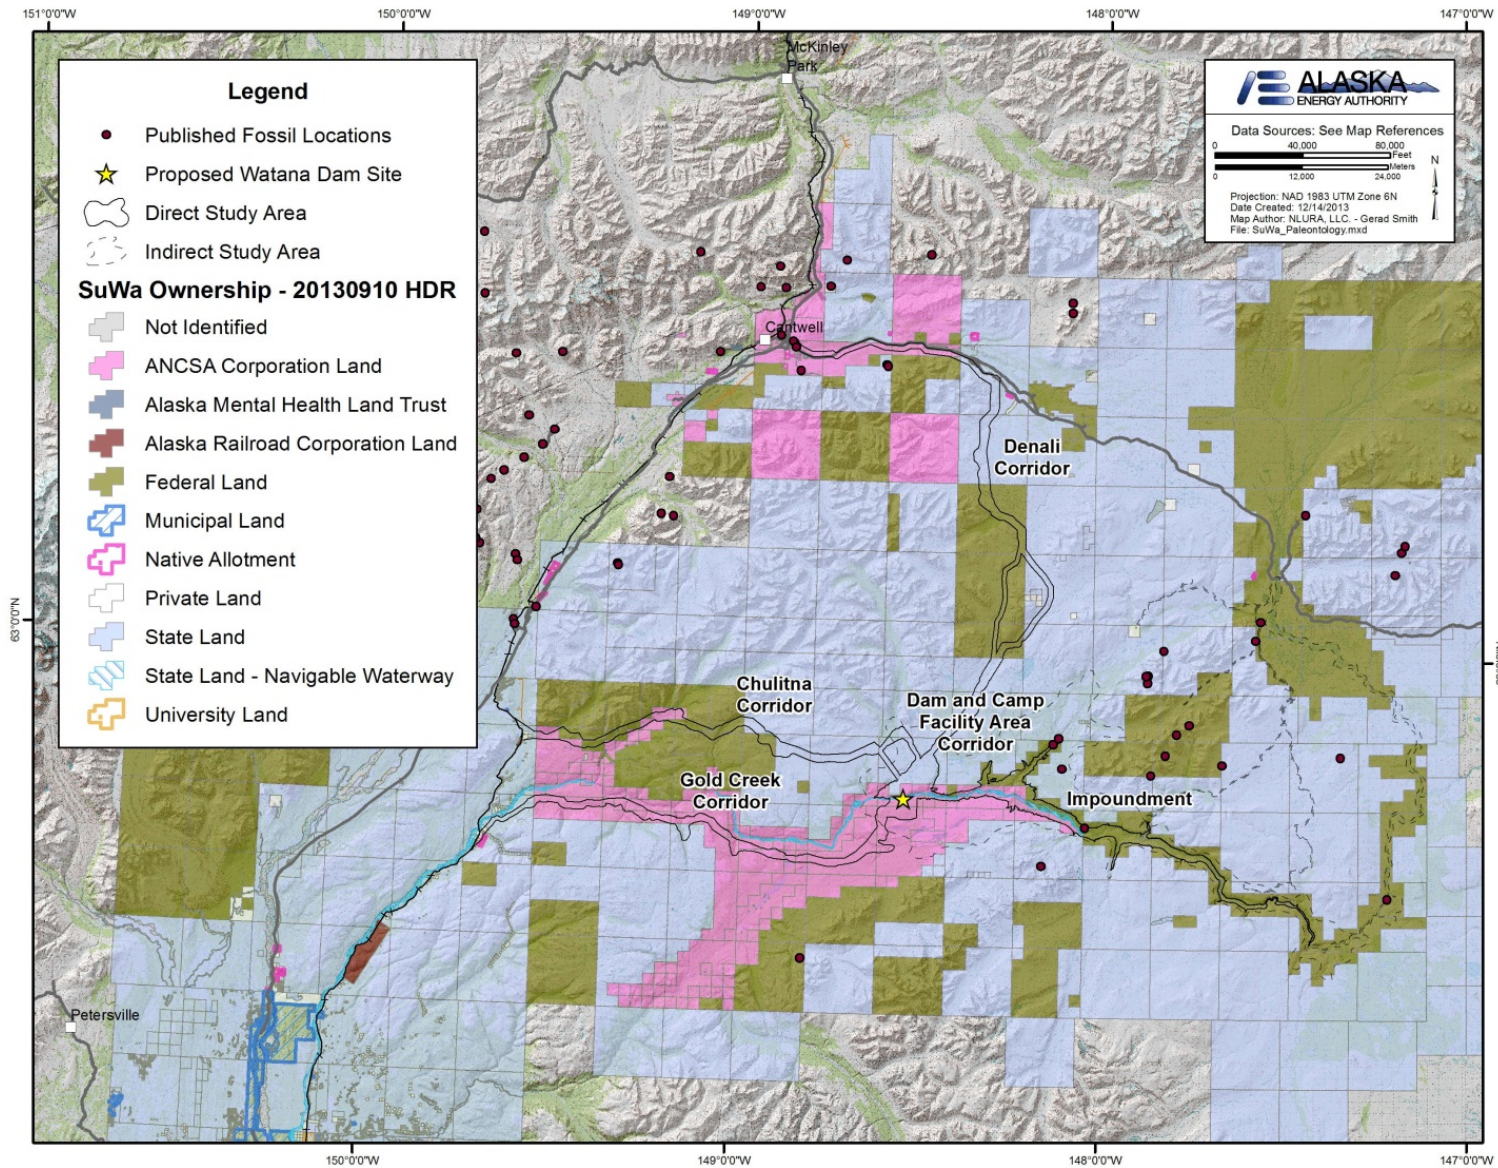 151°0'0"W
150°0'0"W
149°0'0"W
148°0'0"W
147°0'0"W
McKinley
Park
Legend
Published Fossil Locations
Proposed Watana Dam Site
Direct Study Area
Indirect Study Area
SuWa Ownership - 20130910 HDR
Not Identified
ANCSA Corporation Land
Alaska Mental Health Land Trust
Alaska Railroad Corporation Land
Federal Land
Municipal Land
Native Allotment
Private Land
State Land
State Land - Navigable Waterway
University Land
ALASKA
ENERGY AUTHORITY
Data Sources: See Map References
0 40,000 80,000
Feet
Meters
0 12,000 24,000
N
Projection: NAD 1983 UTM Zone 6N
Date Created: 12/14/2013
Map Author: NLURA, LLC. - Gerad Smith
File: SuWa_Paleontology.mxd
Cantwell
Denali
Corridor
63°0'0"N
Chulitna
Corridor
Dam and Camp
Facility Area
Corridor
Gold Creek
Corridor
Impoundment
Petersville
150°0'0"W
149°0'0"W
148°0'0"W
147°0'0"W